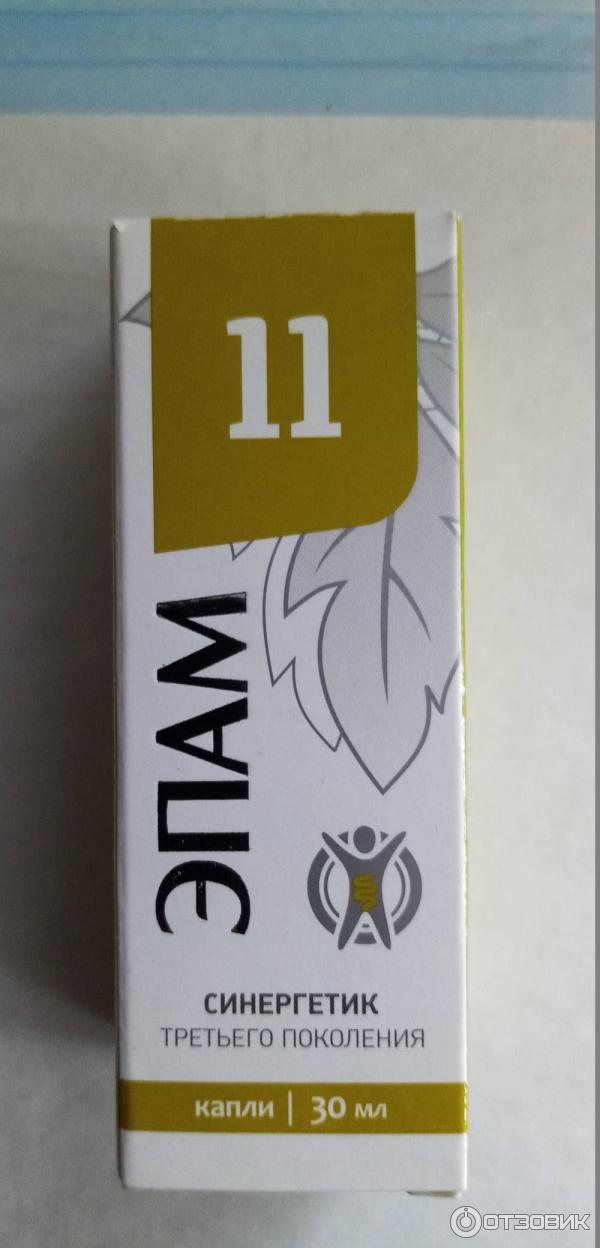 11
ЭПАМ
СИНЕРГЕТИК
ТРЕТЬЕГО ПОКОЛЕНИЯ
капли | 30 мл
ОТЗОВИК